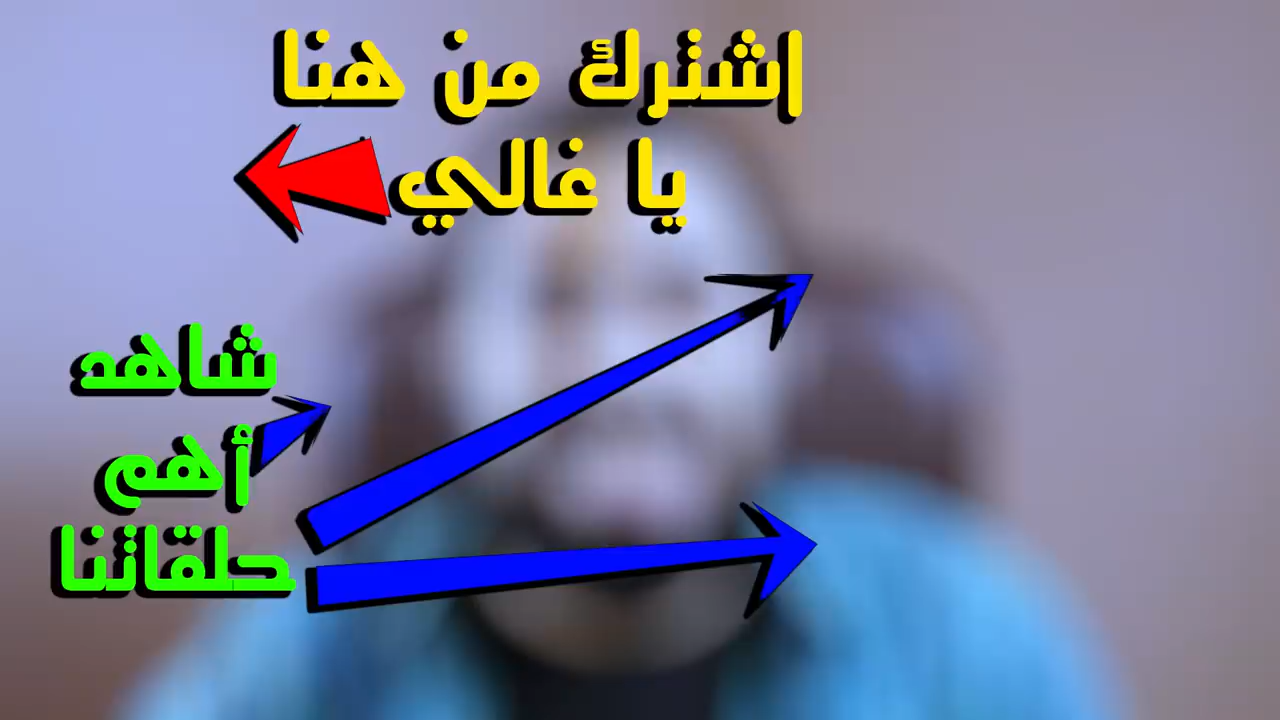 اشترك من هنا
يا غالي
شاهد
أهم
حلقاتنا